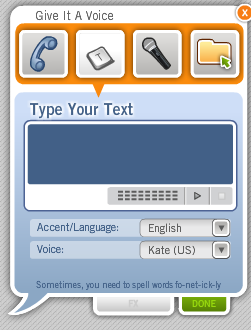 Give It A Voice
X
Type Your Text
Accent/Language: English
Voice: Kate (US)
Sometimes, you need to spell words fo-net-ick-ly
FX DONE